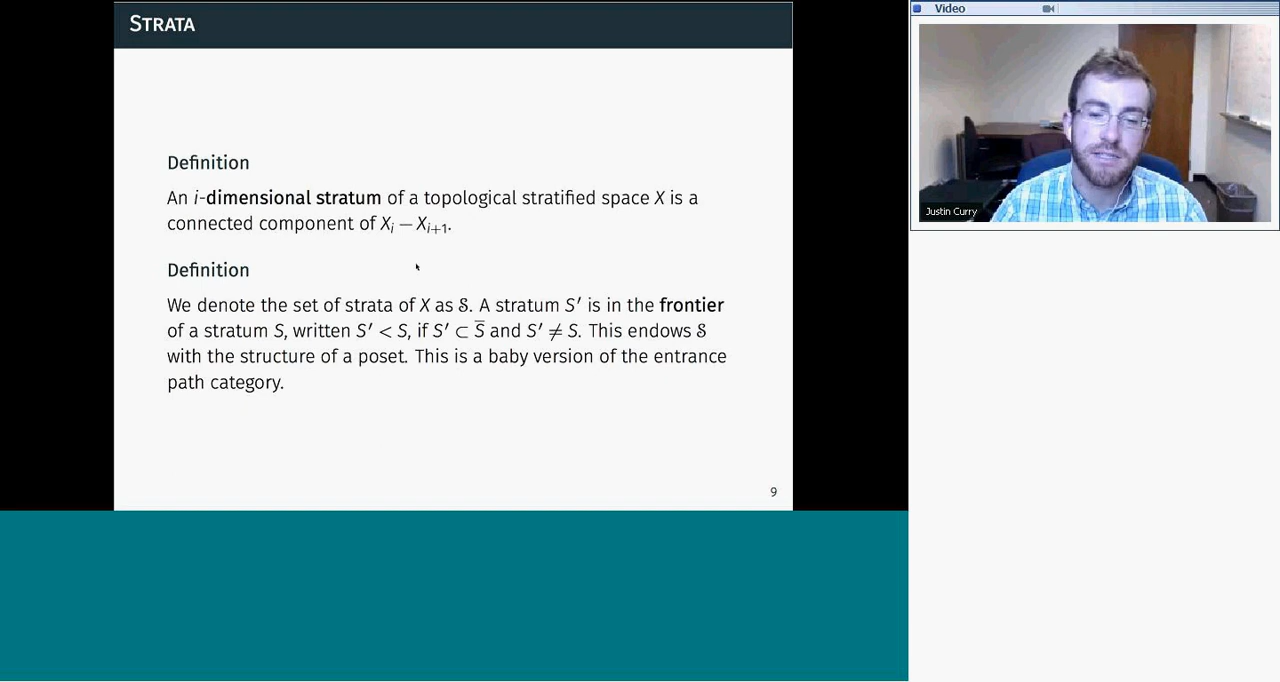 STRATA
Definition
An i-dimensional stratum of a topological stratified space X is a
connected component of Xᵢ − Xᵢ₊₁.
Definition
We denote the set of strata of X as 𝒮. A stratum S′ is in the frontier
of a stratum S, written S′ < S, if S′ ⊂ S̅ and S′ ≠ S. This endows 𝒮
with the structure of a poset. This is a baby version of the entrance
path category.
9
Video
Justin Curry